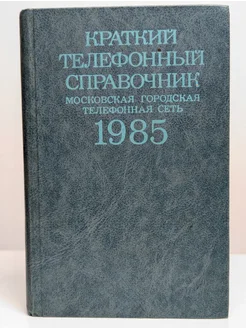 КРАТКИЙ
ТЕЛЕФОННЫЙ
СПРАВОЧНИК
МОСКОВСКАЯ ГОРОДСКАЯ
ТЕЛЕФОННАЯ СЕТЬ
1985